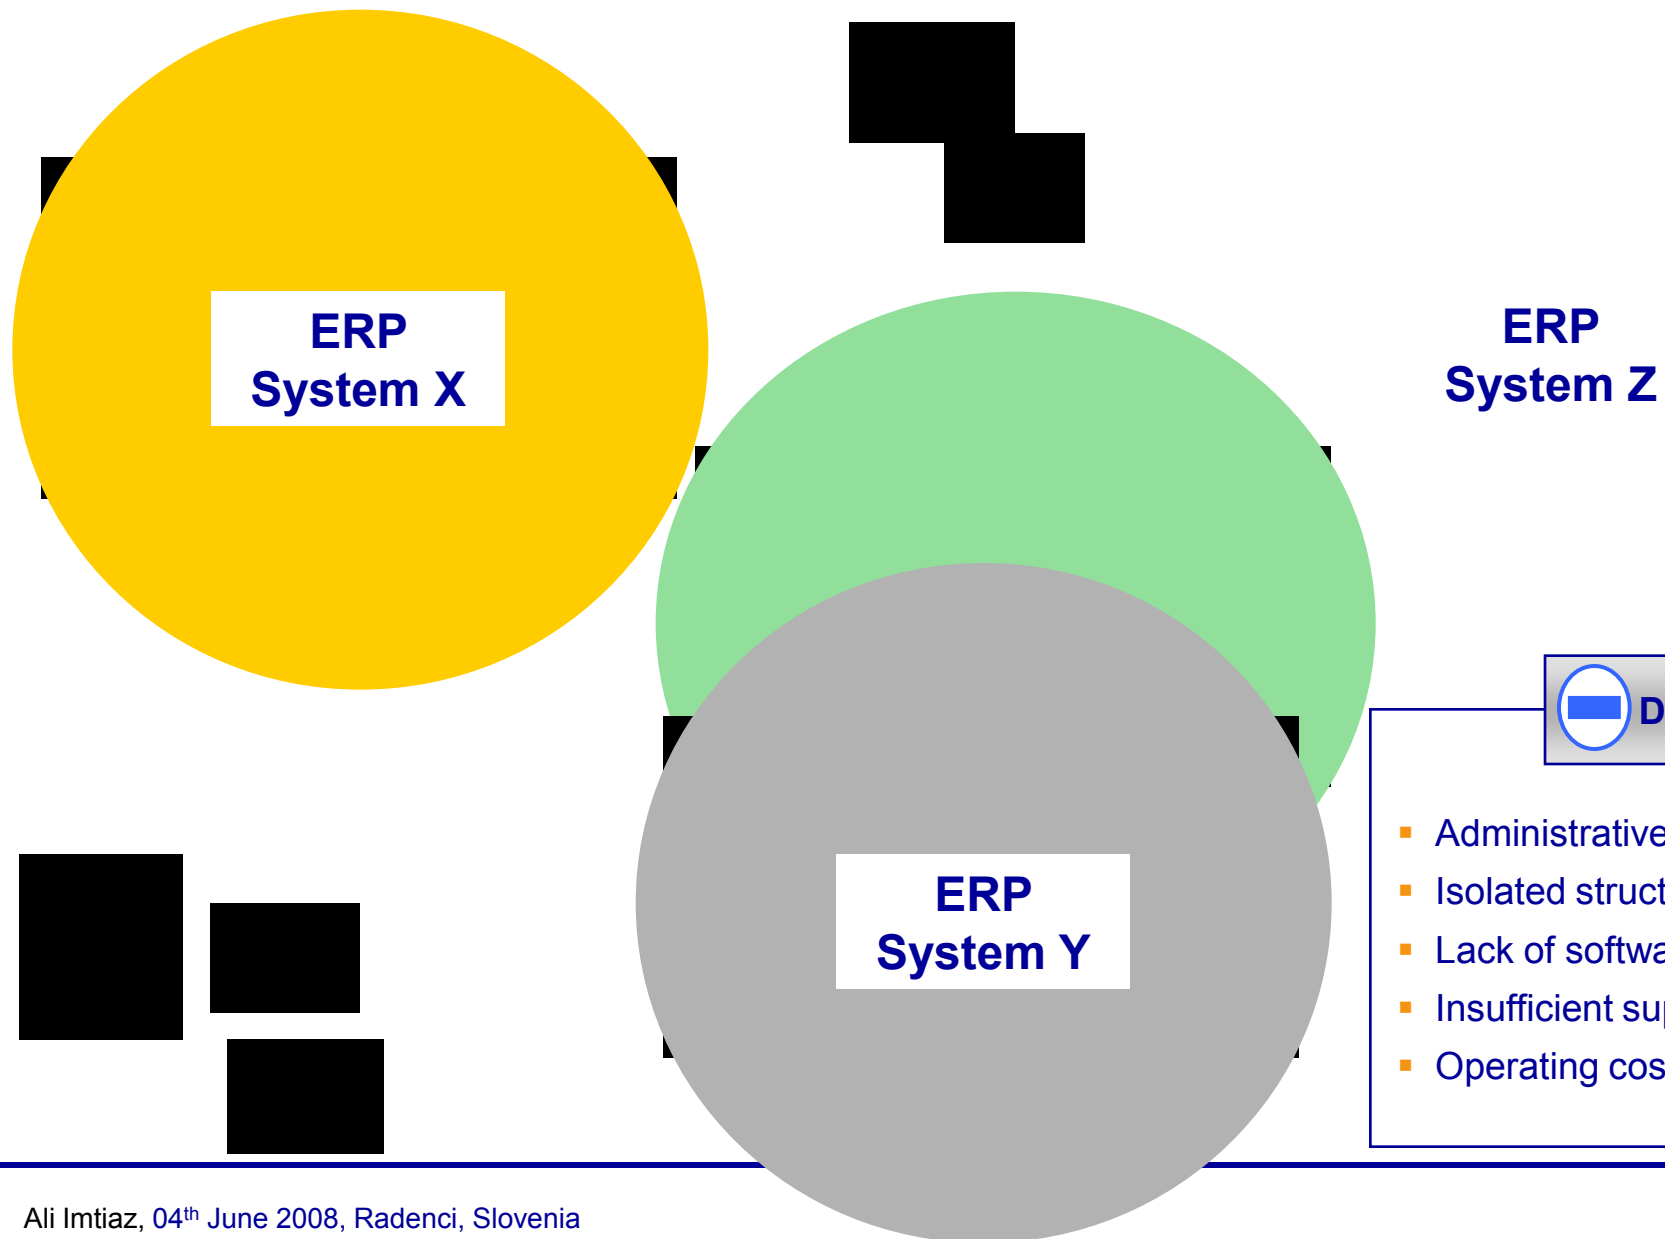 ERP
System X
ERP
System Z
ERP
System Y
D
Administrative
Isolated struct
Lack of softwa
Insufficient su
Operating cos
Ali Imtiaz, 04th June 2008, Radenci, Slovenia